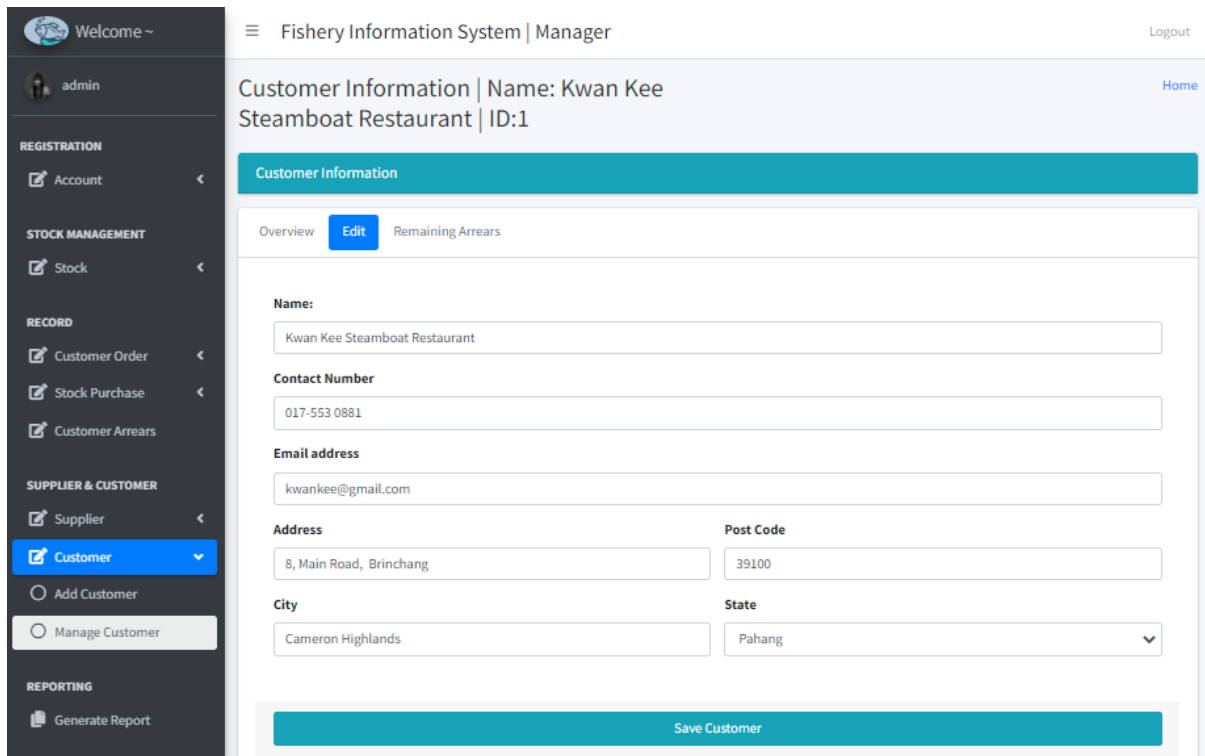 Welcome ~
admin
REGISTRATION
Account
STOCK MANAGEMENT
Stock
RECORD
Customer Order
Stock Purchase
Customer Arrears
SUPPLIER & CUSTOMER
Supplier
Customer
Add Customer
Manage Customer
REPORTING
Generate Report
Fishery Information System | Manager
Logout
Customer Information | Name: Kwan Kee
Steamboat Restaurant | ID:1
Home
Customer Information
Overview Edit Remaining Arrears
Name:
Kwan Kee Steamboat Restaurant
Contact Number
017-553 0881
Email address
kwankee@gmail.com
Address Post Code
8, Main Road, Brinchang 39100
City State
Cameron Highlands Pahang
Save Customer